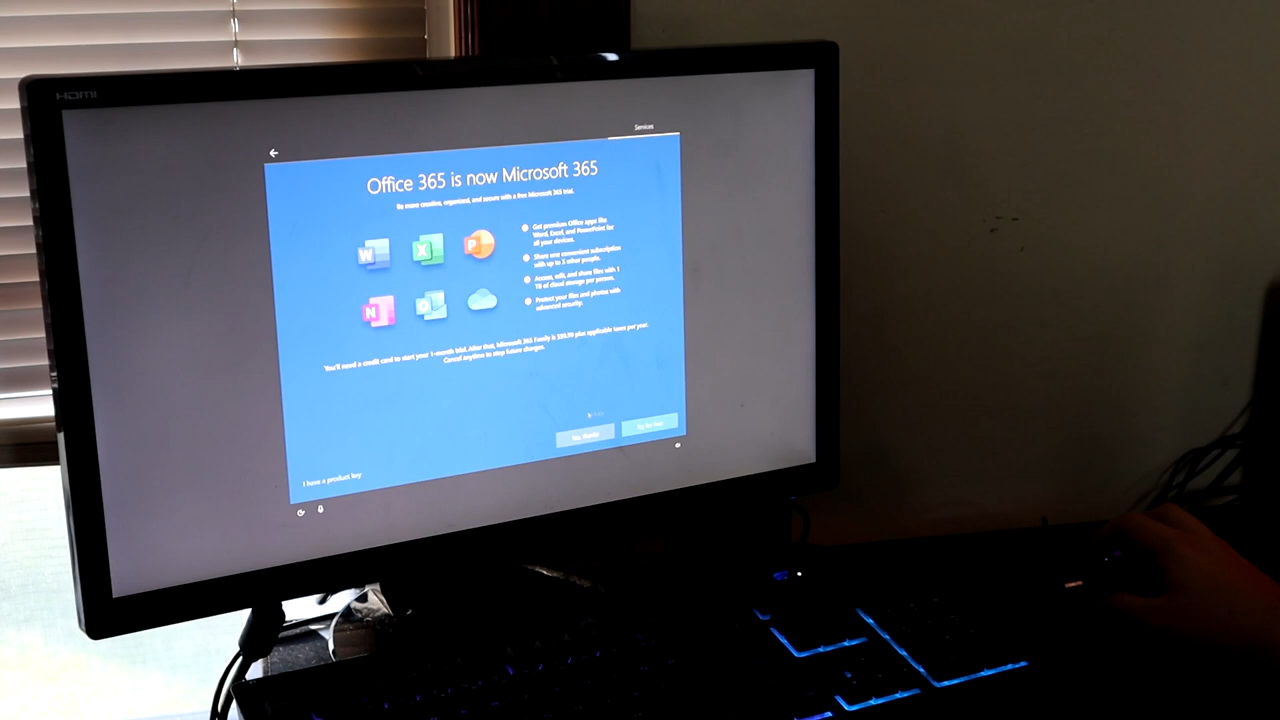 HDMI
Services
Office 365 is now Microsoft 365
Be more creative, organized, and secure with a free Microsoft 365 trial.
Get premium Office apps like
Word, Excel, and PowerPoint for
all your devices.
Share one convenient subscription
with up to 5 other people.
Access, edit, and share files with 1
TB of cloud storage per person.
Protect your files and photos with
advanced security.
W
X
P
N
O
You'll need a credit card to start your 1-month trial. After that, Microsoft 365 Family is $99.99 plus applicable taxes per year.
Cancel anytime to stop future charges.
No, thanks
Try for free
I have a product key